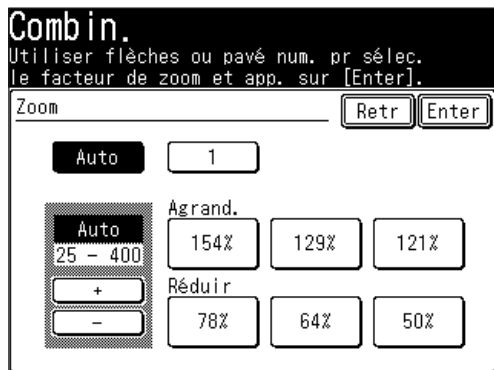 Combin.
Utiliser flèches ou pavé num. pr sélec.
le facteur de zoom et app. sur [Enter].
Zoom Retr Enter
Auto 1
Agrand.
Auto 154% 129% 121%
25 - 400
+ Réduir
- 78% 64% 50%